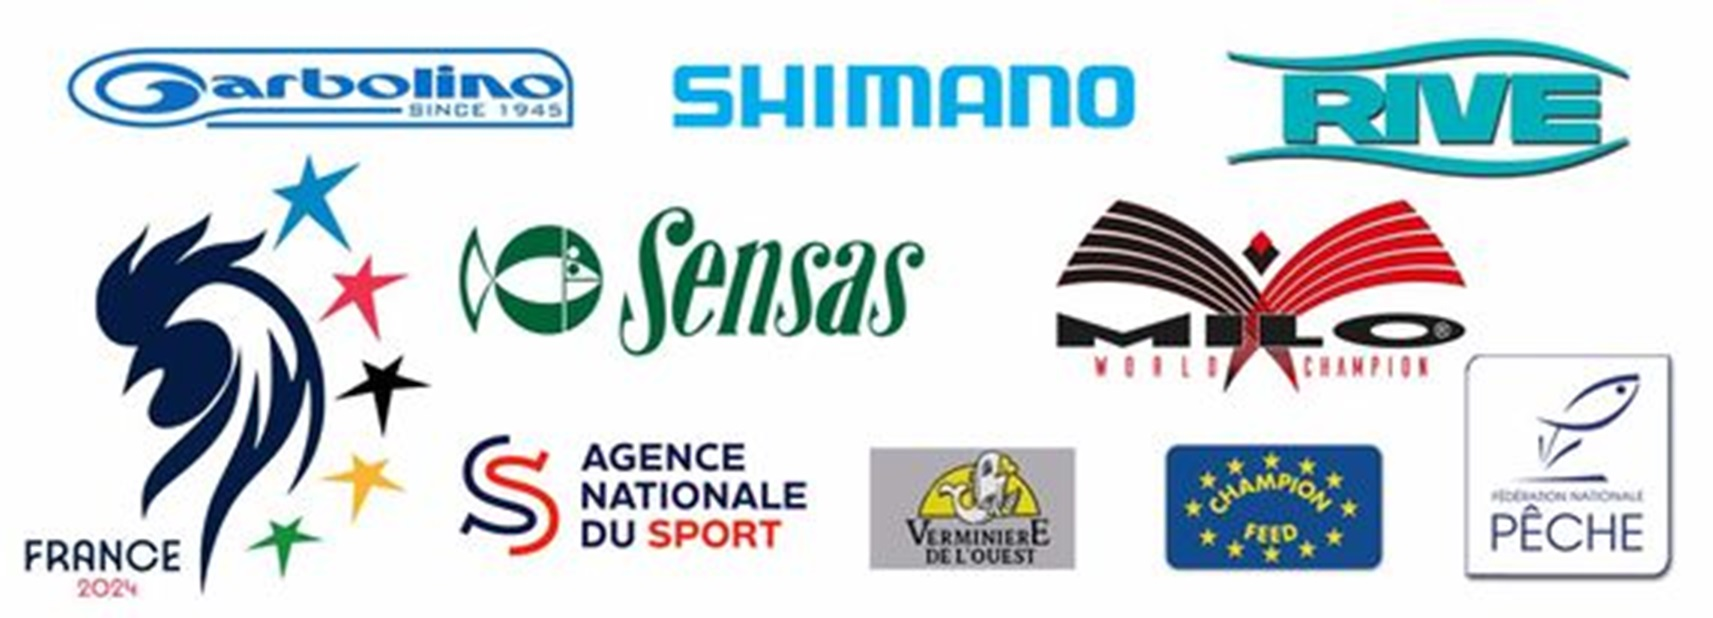 Garbolino
SINCE 1945
SHIMANO
RIVE
Sensas
MILO®
WORLD CHAMPION
FRANCE
2024
AGENCE
NATIONALE
DU SPORT
VERMINIERE
DE L'OUEST
CHAMPION
FEED
FÉDÉRATION NATIONALE
PÊCHE